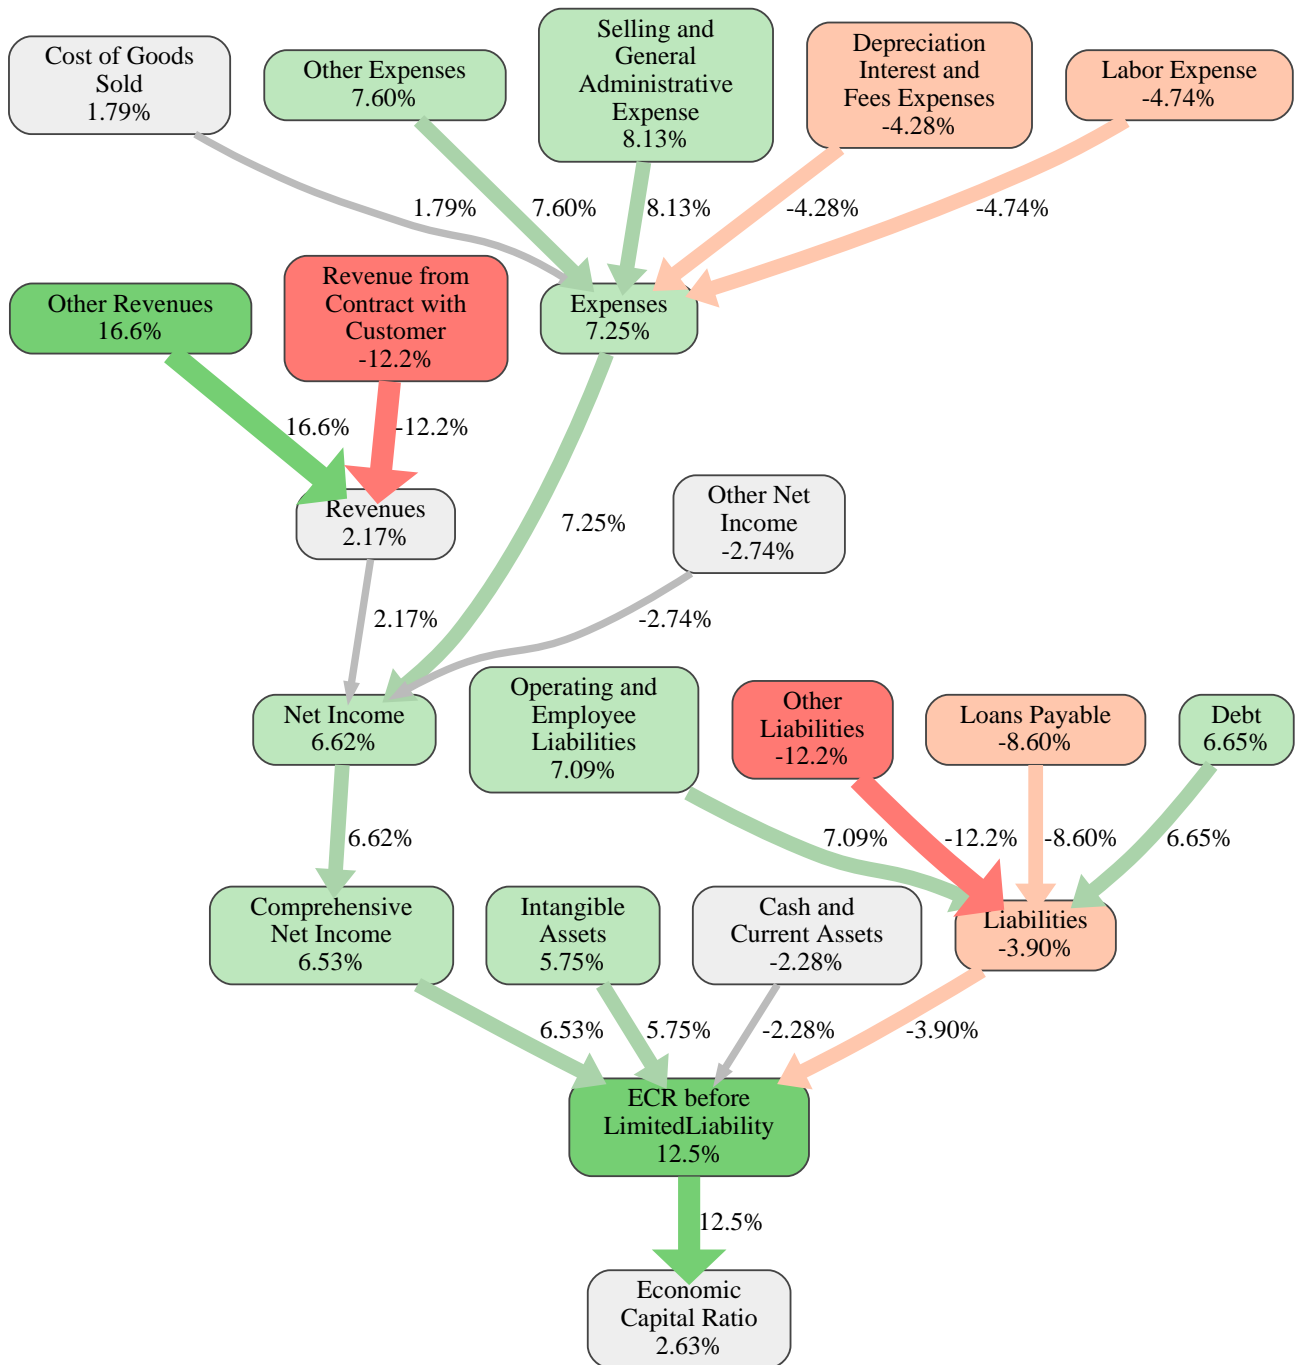 Cost of Goods
Sold
1.79%
Other Expenses
7.60%
Selling and
General
Administrative
Expense
8.13%
Depreciation
Interest and
Fees Expenses
-4.28%
Labor Expense
-4.74%
1.79%
7.60%
8.13%
-4.28%
-4.74%
Other Revenues
16.6%
Revenue from
Contract with
Customer
-12.2%
Expenses
7.25%
16.6%
-12.2%
Revenues
2.17%
7.25%
Other Net
Income
-2.74%
2.17%
-2.74%
Net Income
6.62%
Operating and
Employee
Liabilities
7.09%
Other
Liabilities
-12.2%
Loans Payable
-8.60%
Debt
6.65%
6.62%
7.09%
-12.2%
-8.60%
6.65%
Comprehensive
Net Income
6.53%
Intangible
Assets
5.75%
Cash and
Current Assets
-2.28%
Liabilities
-3.90%
6.53%
5.75%
-2.28%
-3.90%
ECR before
LimitedLiability
12.5%
12.5%
Economic
Capital Ratio
2.63%